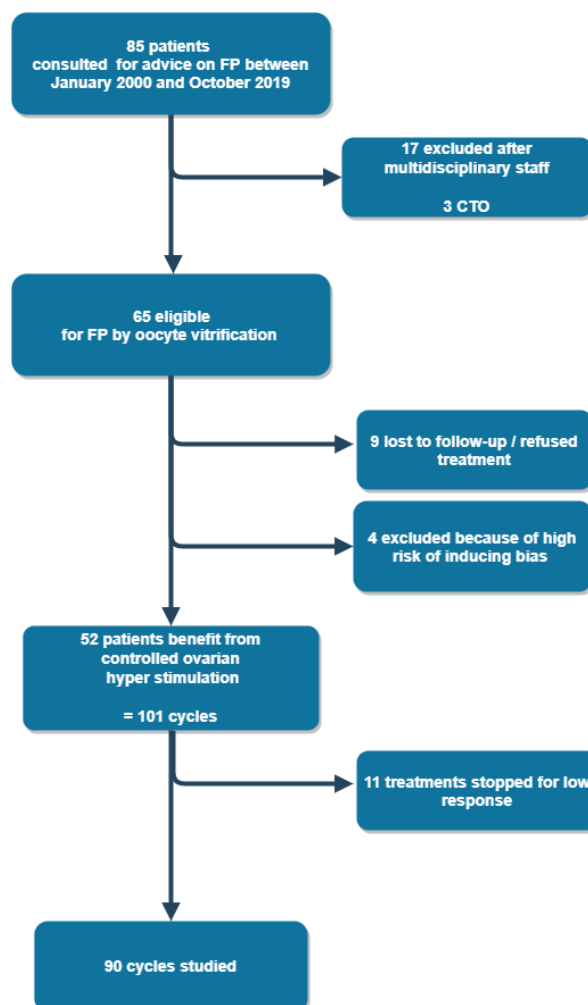 85 patients
consulted for advice on FP between
January 2000 and October 2019
17 excluded after
multidisciplinary staff
3 CTO
65 eligible
for FP by oocyte vitrification
9 lost to follow-up / refused
treatment
4 excluded because of high
risk of inducing bias
52 patients benefit from
controlled ovarian
hyper stimulation
= 101 cycles
11 treatments stopped for low
response
90 cycles studied